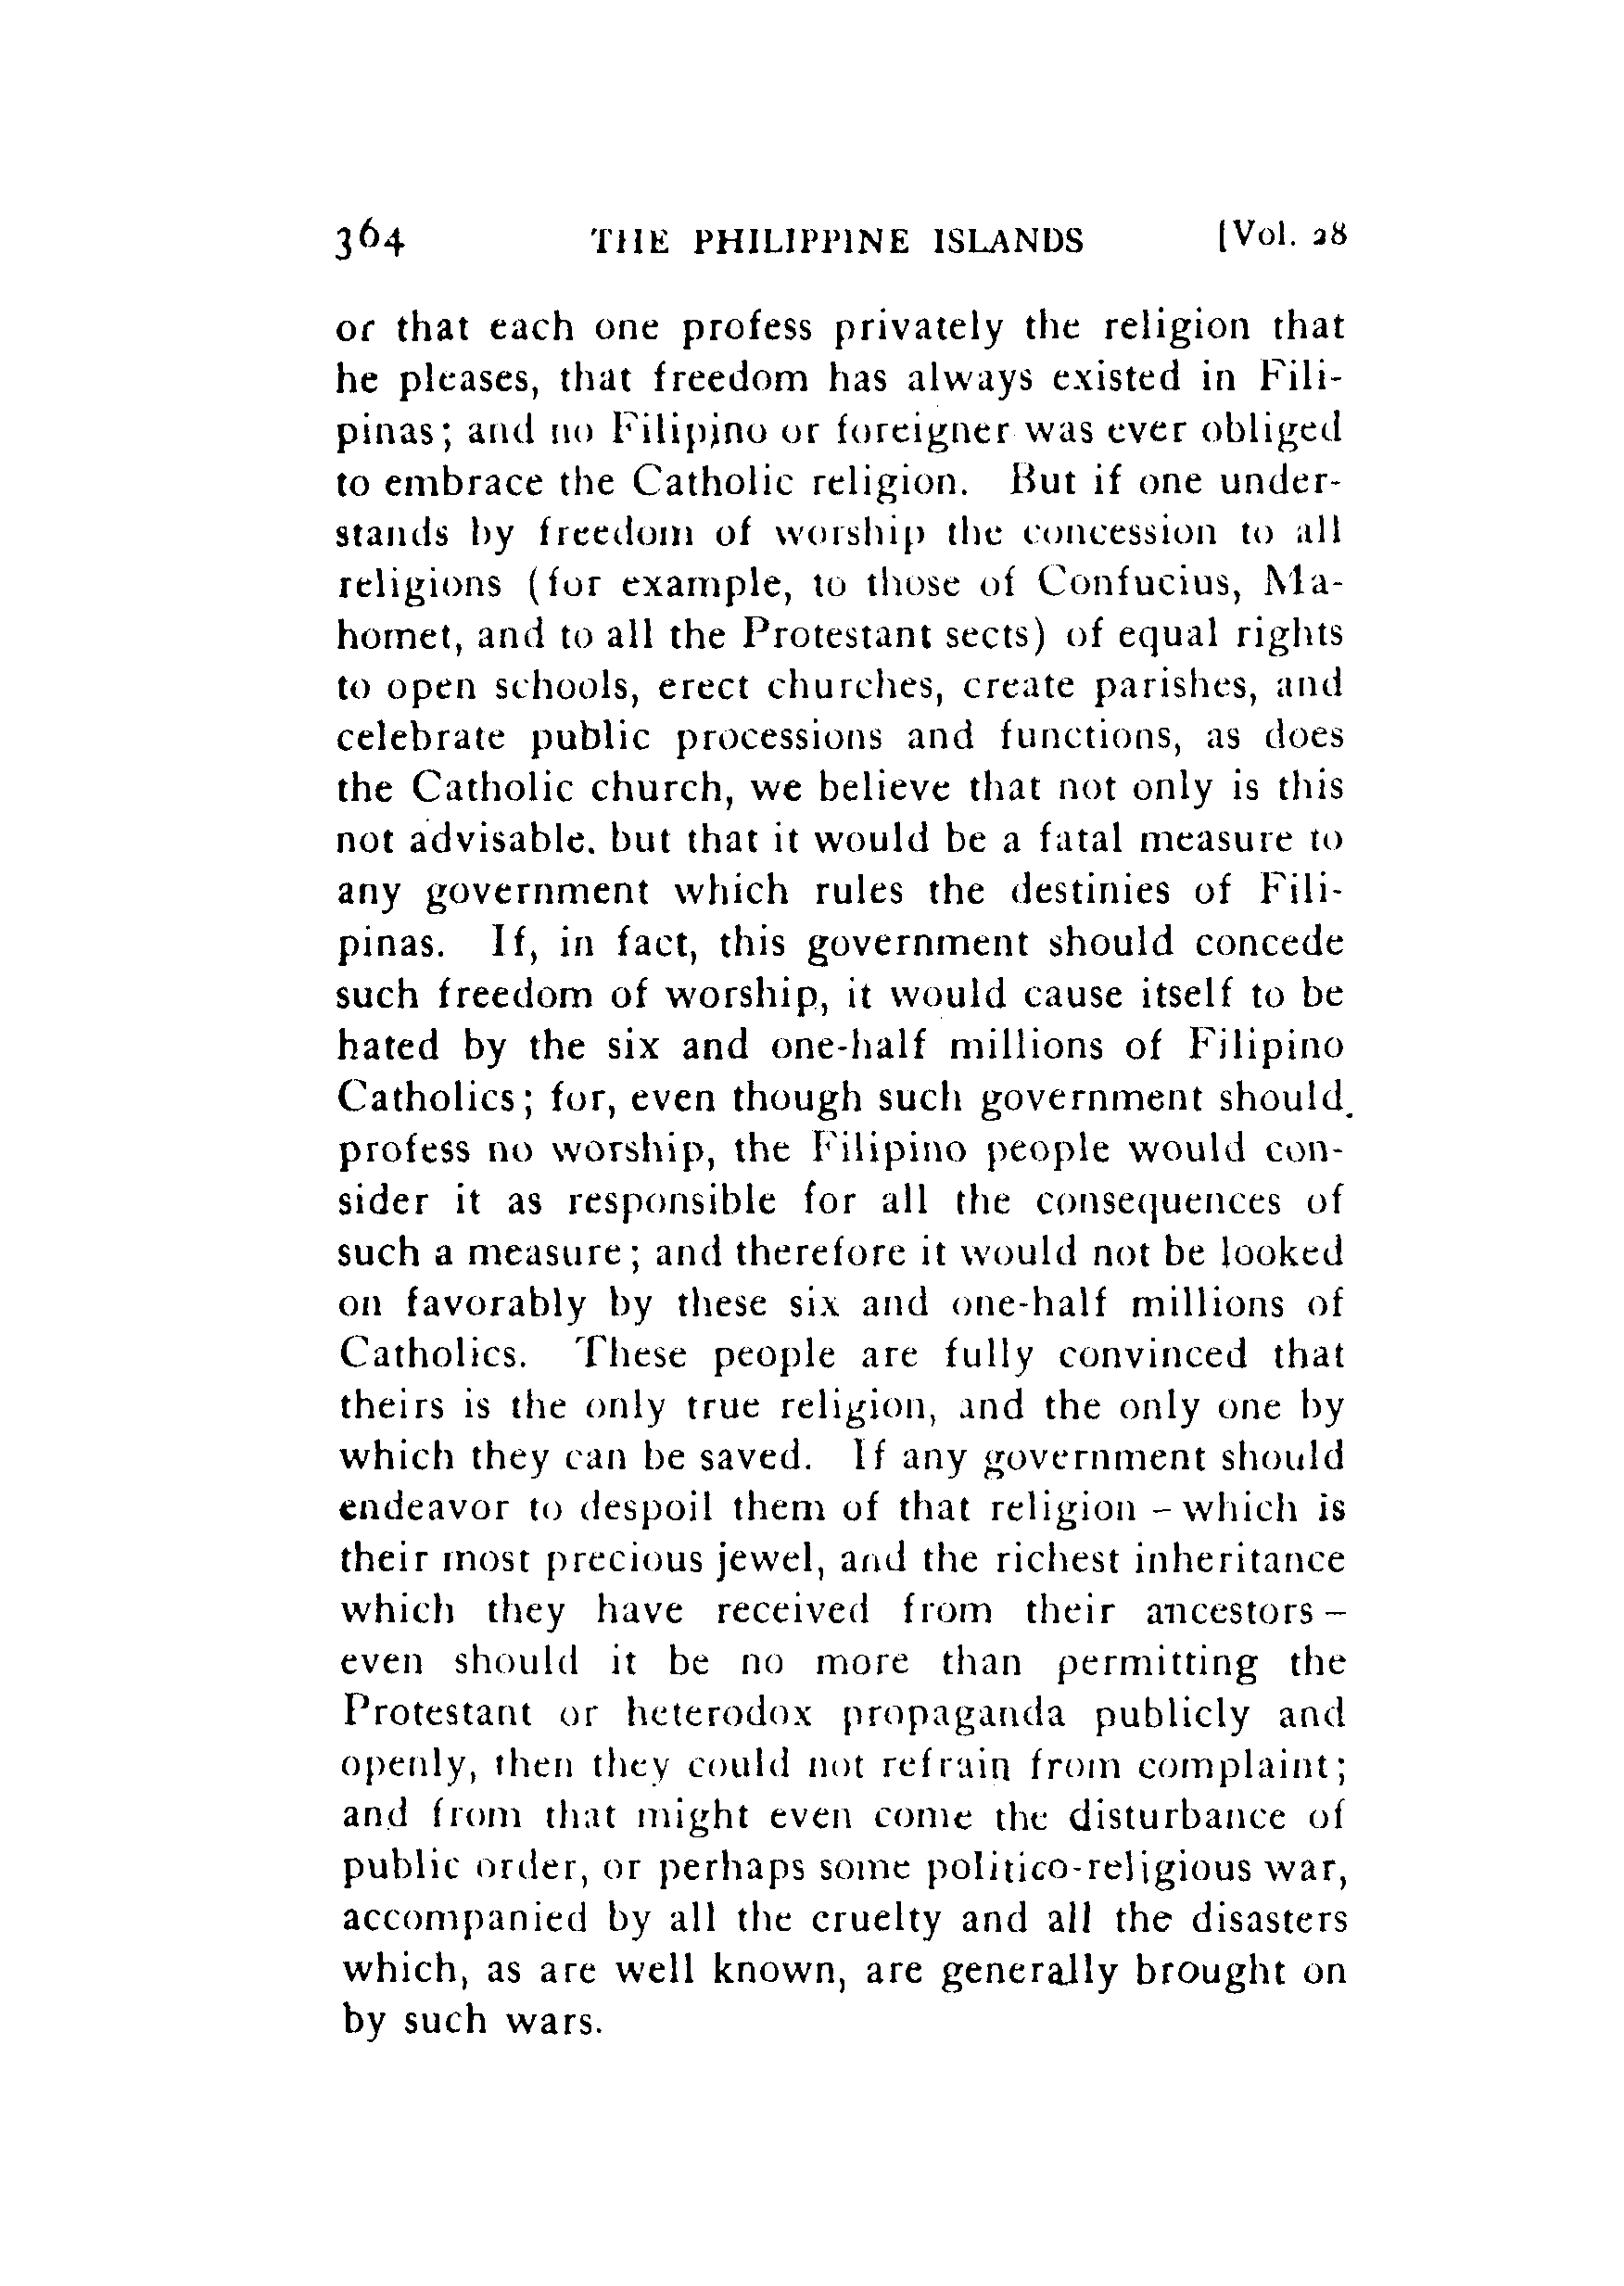 364 THE PHILIPPINE ISLANDS [Vol. 28
or that each one profess privately the religion that
he pleases, that freedom has always existed in Fili-
pinas; and no Filipino or foreigner was ever obliged
to embrace the Catholic religion. But if one under-
stands by freedom of worship the concession to all
religions (for example, to those of Confucius, Ma-
homet, and to all the Protestant sects) of equal rights
to open schools, erect churches, create parishes, and
celebrate public processions and functions, as does
the Catholic church, we believe that not only is this
not advisable. but that it would be a fatal measure to
any government which rules the destinies of Fili-
pinas. If, in fact, this government should concede
such freedom of worship, it would cause itself to be
hated by the six and one-half millions of Filipino
Catholics; for, even though such government should
profess no worship, the Filipino people would con-
sider it as responsible for all the consequences of
such a measure; and therefore it would not be looked
on favorably by these six and one-half millions of
Catholics. These people are fully convinced that
theirs is the only true religion, and the only one by
which they can be saved. If any government should
endeavor to despoil them of that religion – which is
their most precious jewel, and the richest inheritance
which they have received from their ancestors –
even should it be no more than permitting the
Protestant or heterodox propaganda publicly and
openly, then they could not refrain from complaint;
and from that might even come the disturbance of
public order, or perhaps some politico-religious war,
accompanied by all the cruelty and all the disasters
which, as are well known, are generally brought on
by such wars.